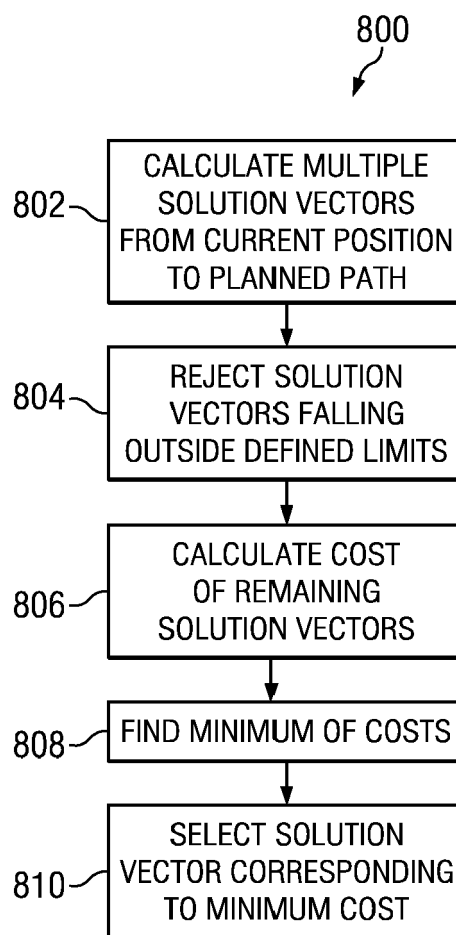 800
802
CALCULATE MULTIPLE
SOLUTION VECTORS
FROM CURRENT POSITION
TO PLANNED PATH
804
REJECT SOLUTION
VECTORS FALLING
OUTSIDE DEFINED LIMITS
806
CALCULATE COST
OF REMAINING
SOLUTION VECTORS
808
FIND MINIMUM OF COSTS
810
SELECT SOLUTION
VECTOR CORRESPONDING
TO MINIMUM COST